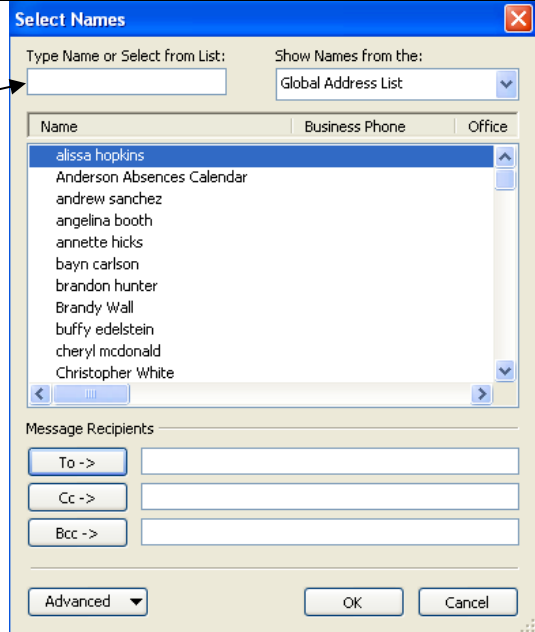 Select Names
Type Name or Select from List: Show Names from the:
Global Address List
Name Business Phone Office
alissa hopkins
Anderson Absences Calendar
andrew sanchez
angelina booth
annette hicks
bayn carlson
brandon hunter
Brandy Wall
buffy edelstein
cheryl mcdonald
Christopher White
Message Recipients
To ->
Cc ->
Bcc ->
Advanced OK Cancel